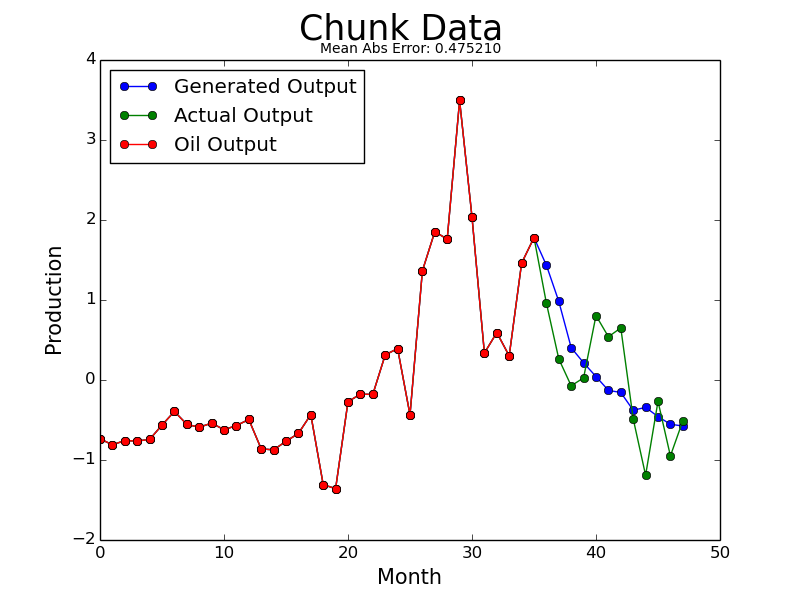 Chunk Data
Mean Abs Error: 0.475210
Generated Output
Actual Output
Oil Output
4
3
2
1
0
−1
−2
Production
0 10 20 30 40 50
Month